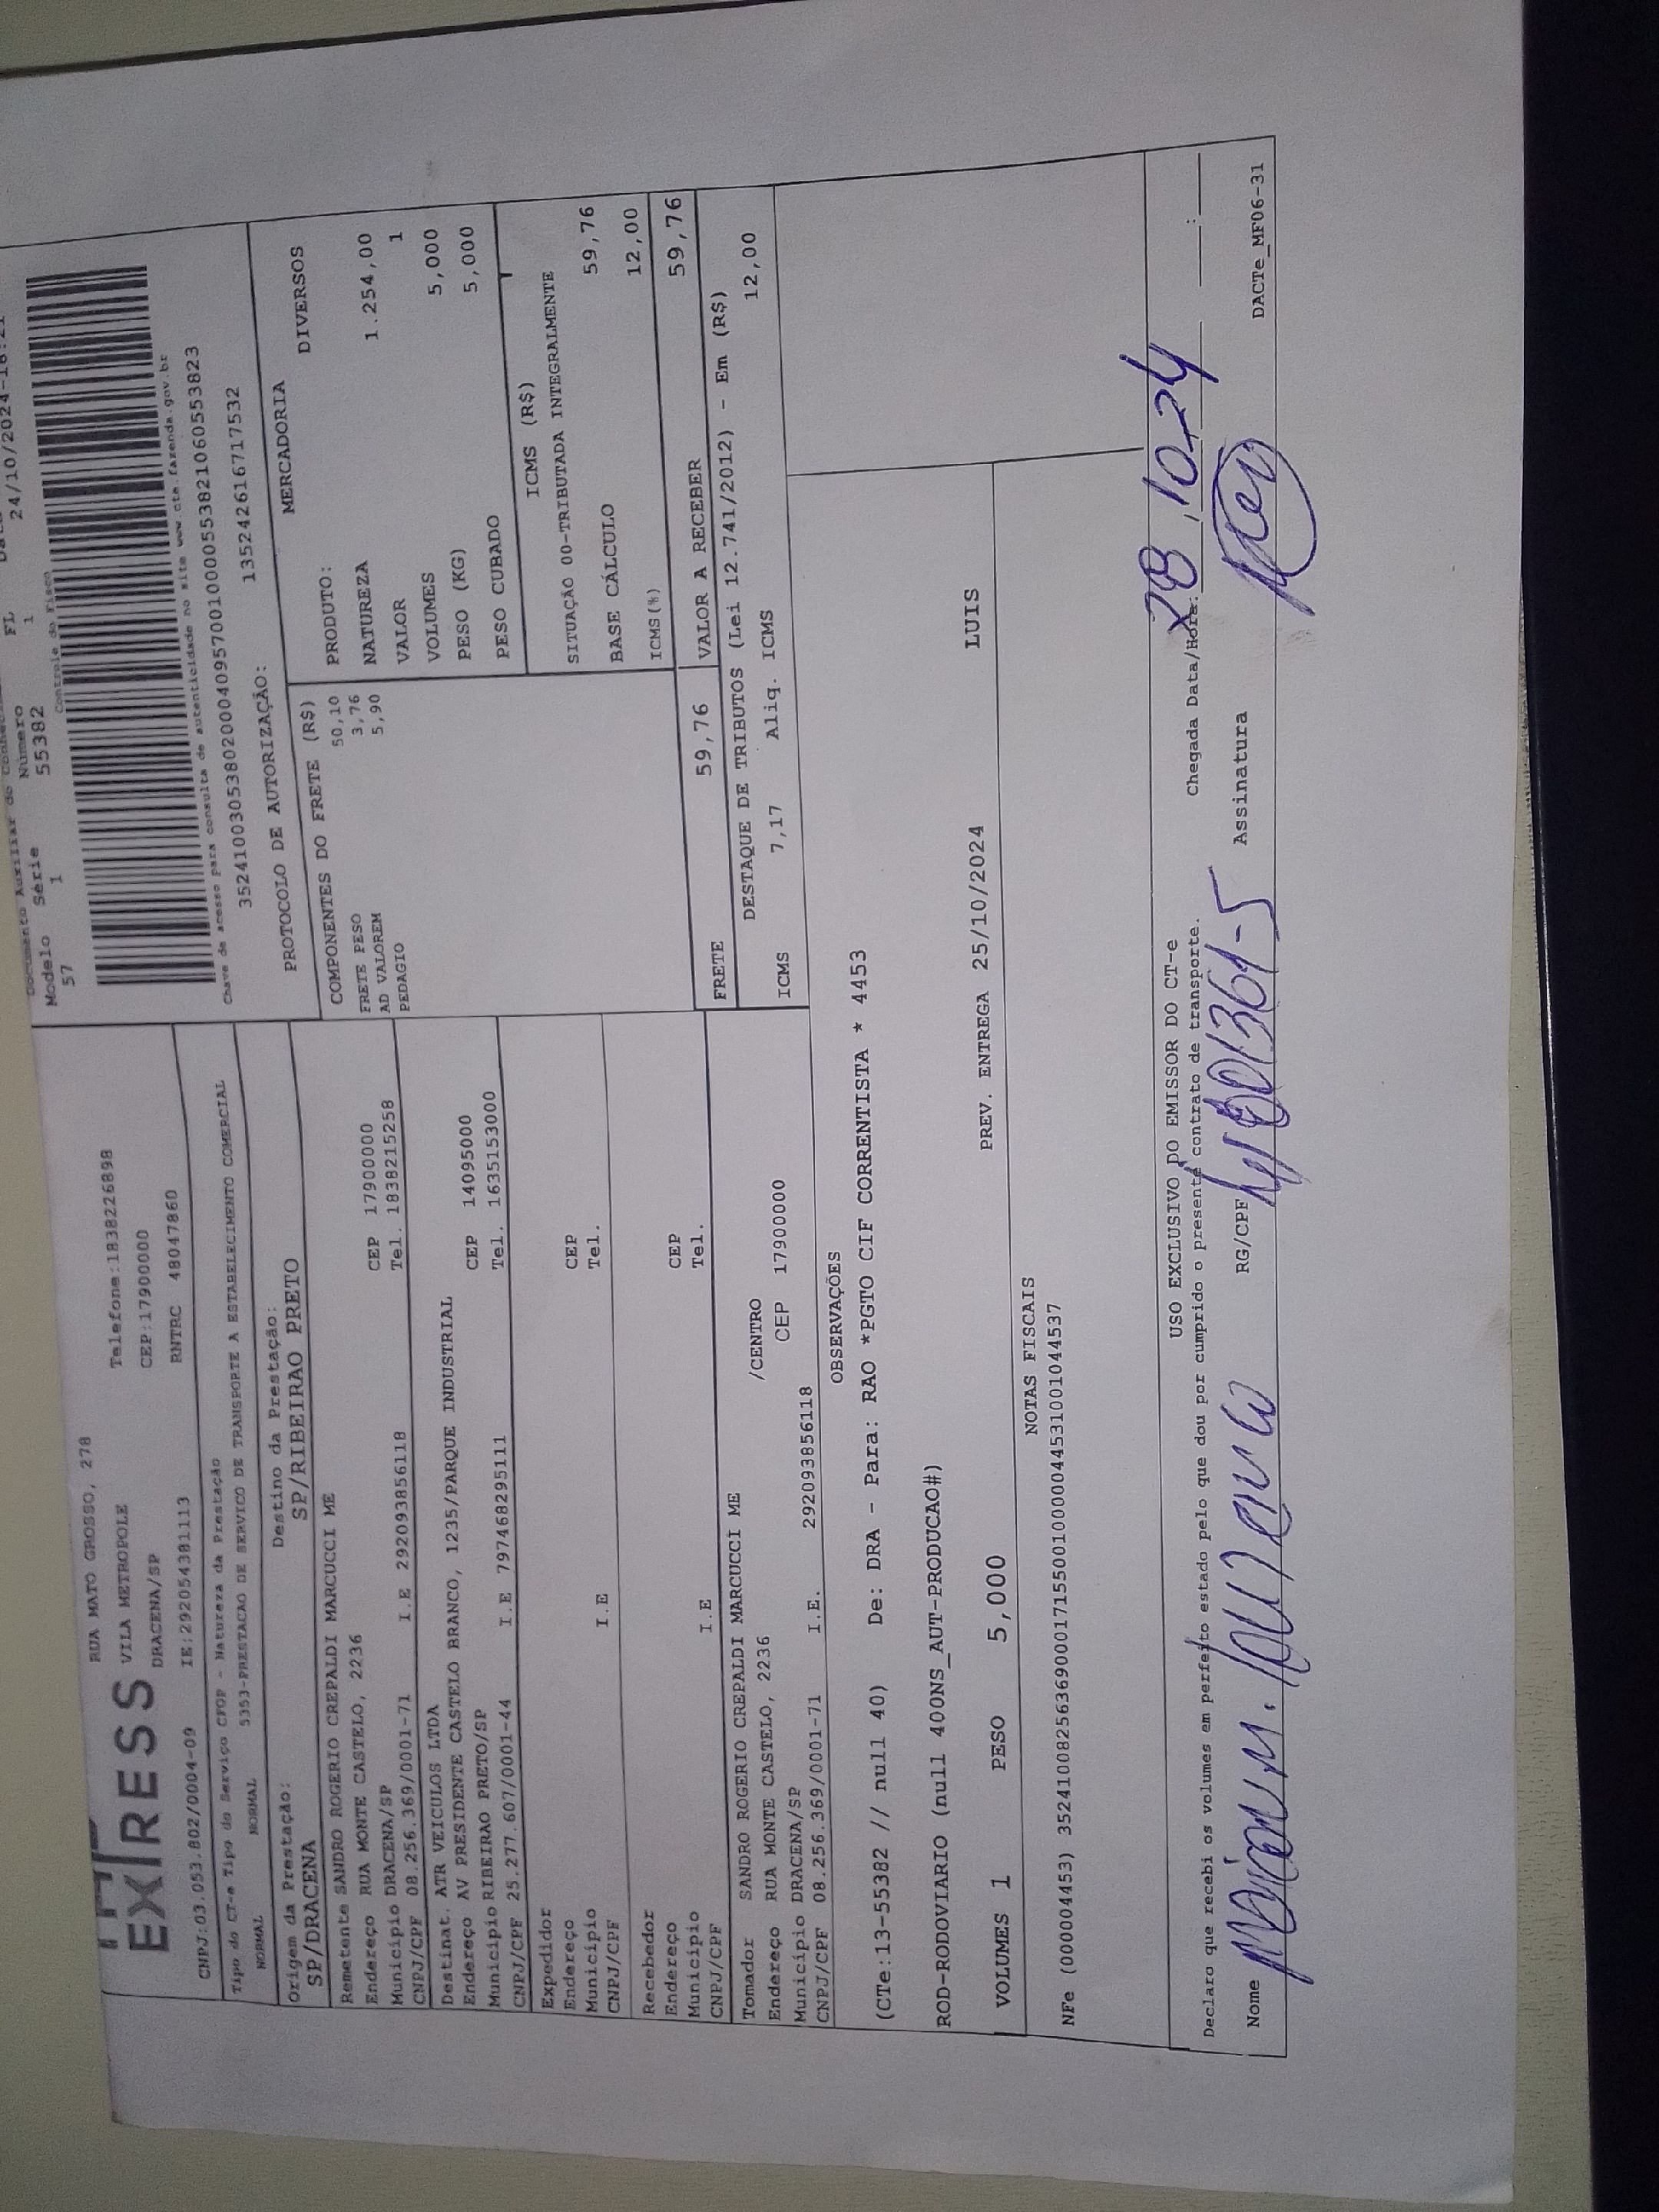 EXPRESS
RUA MATO GROSSO, 278
VILA METROPOLE
DRACENA/SP
Telefone:1838226898
CEP:17900000
CNPJ:03.053.802/0004-09 IE:292054381113 RNTRC 48047860
Tipo do CT-e Tipo do Serviço CFOP - Natureza da Prestação
NORMAL NORMAL 5353-PRESTACAO DE SERVICO DE TRANSPORTE A ESTABELECIMENTO COMERCIAL
Origem da Prestação: Destino da Prestação:
SP/DRACENA SP/RIBEIRAO PRETO
Documento Auxiliar do
Modelo Série Número FL
57 1 55382 1 24/10/2024-18:21
Controle do Fisco
Chave de acesso para consulta de autenticidade no site www.cte.fazenda.gov.br
35241003053802000409570010000553821060553823
PROTOCOLO DE AUTORIZAÇÃO: 135242616717532
Remetente SANDRO ROGERIO CREPALDI MARCUCCI ME
Endereço RUA MONTE CASTELO, 2236 CEP 17900000
Município DRACENA/SP Tel. 1838215258
CNPJ/CPF 08.256.369/0001-71 I.E 292093856118
Destinat. ATR VEICULOS LTDA
Endereço AV PRESIDENTE CASTELO BRANCO, 1235/PARQUE INDUSTRIAL CEP 14095000
Município RIBEIRAO PRETO/SP Tel. 1635153000
CNPJ/CPF 25.277.607/0001-44 I.E 797468295111
Expedidor
Endereço CEP
Município Tel.
CNPJ/CPF I.E
Recebedor
Endereço CEP
Município Tel.
CNPJ/CPF I.E
Tomador SANDRO ROGERIO CREPALDI MARCUCCI ME
Endereço RUA MONTE CASTELO, 2236 /CENTRO
Município DRACENA/SP CEP 17900000
CNPJ/CPF 08.256.369/0001-71 I.E. 292093856118
COMPONENTES DO FRETE (R$)
FRETE PESO 50,10
AD VALOREM 3,76
PEDAGIO 5,90
MERCADORIA
PRODUTO: DIVERSOS
NATUREZA
VALOR 1.254,00
VOLUMES 1
PESO (KG) 5,000
PESO CUBADO 5,000
ICMS (R$)
SITUAÇÃO 00-TRIBUTADA INTEGRALMENTE
BASE CÁLCULO 59,76
ICMS(%) 12,00
FRETE 59,76 VALOR A RECEBER 59,76
DESTAQUE DE TRIBUTOS (Lei 12.741/2012) - Em (R$)
ICMS 7,17 Aliq. ICMS 12,00
OBSERVAÇÕES
(CTe:13-55382 // null 40) De: DRA - Para: RAO *PGTO CIF CORRENTISTA * 4453
ROD-RODOVIARIO (null 400NS_AUT-PRODUCAO#)
VOLUMES 1 PESO 5,000 PREV. ENTREGA 25/10/2024 LUIS
NOTAS FISCAIS
NFe (000004453) 35241008256369000171550010000044531001044537
USO EXCLUSIVO DO EMISSOR DO CT-e
Declaro que recebi os volumes em perfeito estado pelo que dou por cumprido o presente contrato de transporte. Chegada Data/Hora: 28,10,24 :
Nome RG/CPF Assinatura
DACTe_MF06-31